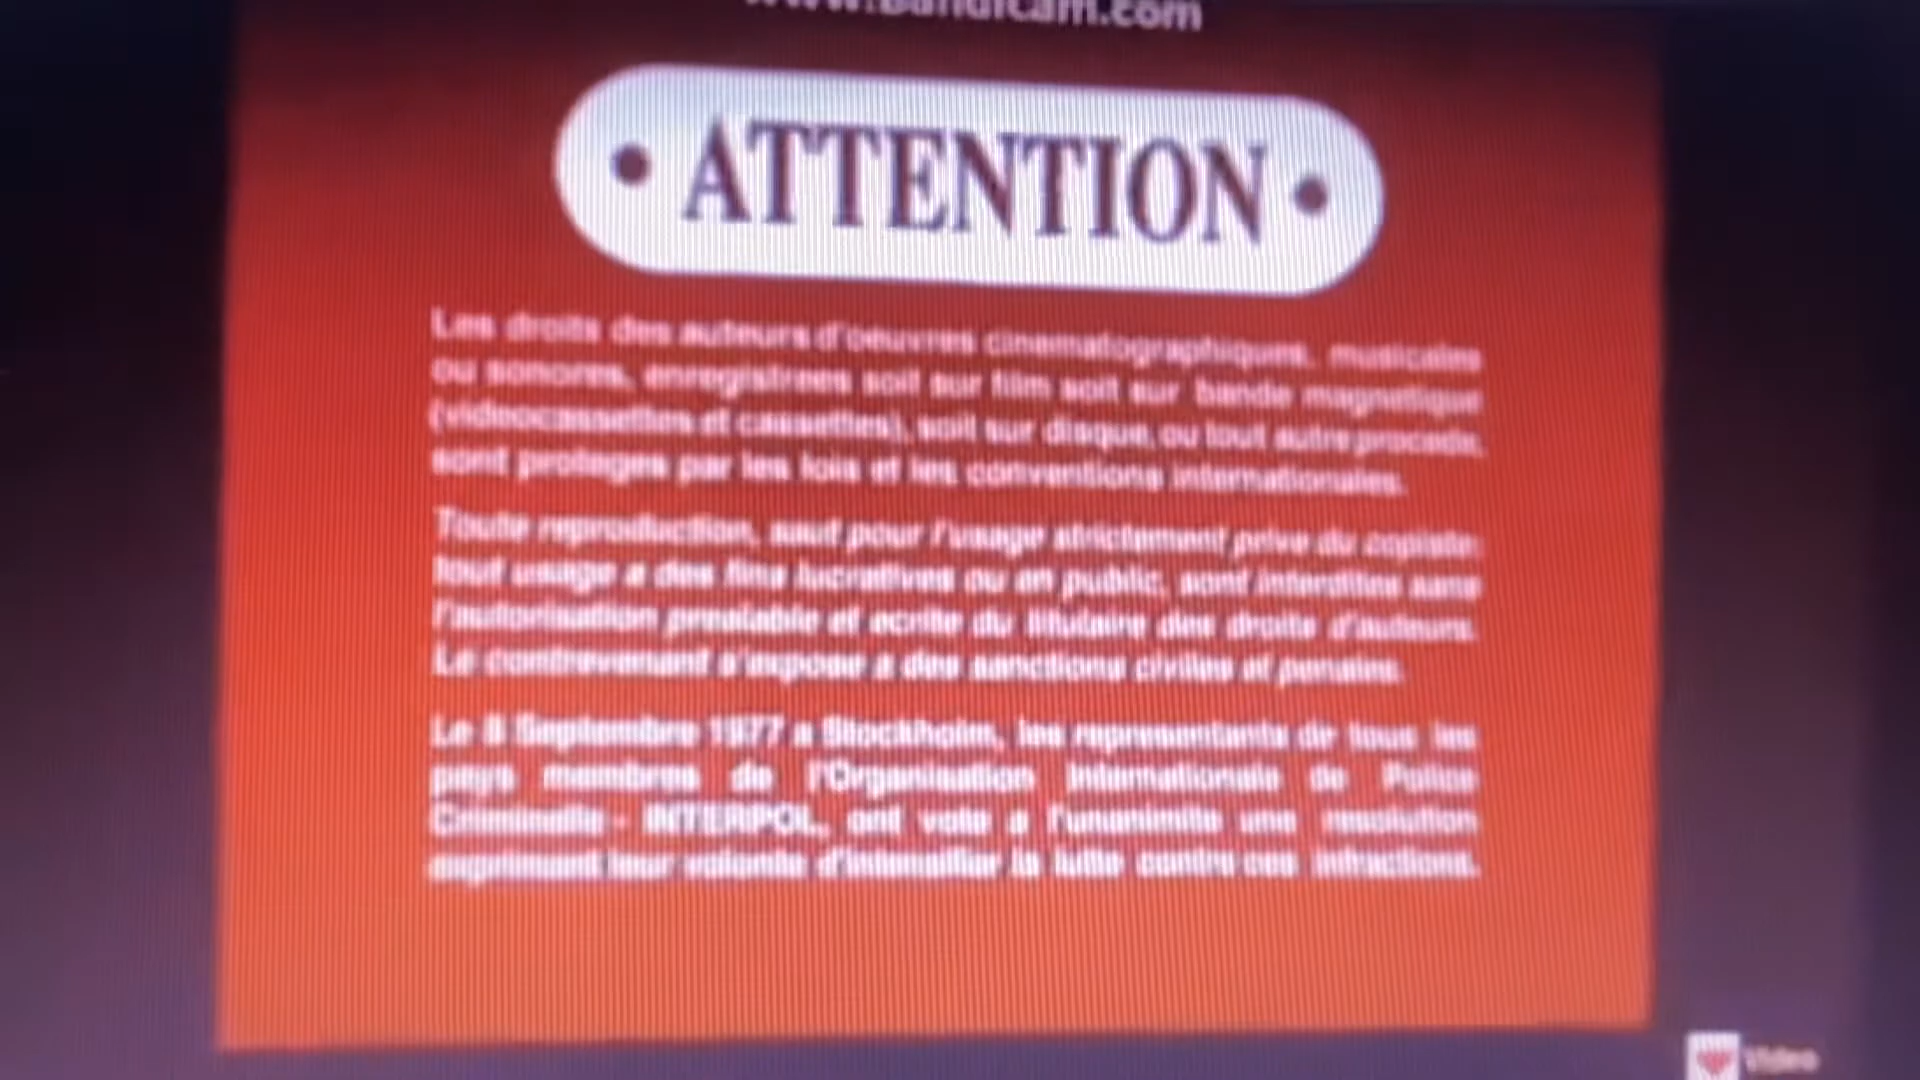 www.Bandicam.com
• ATTENTION •
Les droits des auteurs d'oeuvres cinematographiques, musicales
ou sonores, enregistrees soit sur film soit sur bande magnetique
(videocassettes et cassettes), soit sur disque, ou tout autre procede,
sont proteges par les lois et les conventions internationales.
Toute reproduction, sauf pour l'usage strictement prive du copiste;
tout usage a des fins lucratives ou en public, sont interdites sans
l'autorisation prealable et ecrite du titulaire des droits d'auteurs.
Le contrevenant s'expose a des sanctions civiles et penales.
Le 8 Septembre 1977 a Stockholm, les representants de tous les
pays membres de l'Organisation Internationale de Police
Criminelle - INTERPOL, ont vote a l'unanimite une resolution
exprimant leur volonte d'intensifier la lutte contre ces infractions.
Video